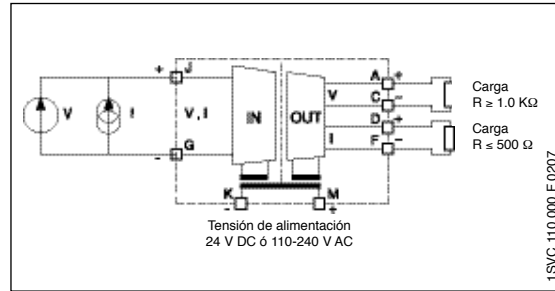 + J
V
I
V, I
- G
IN
OUT
V
I
A +
C −
D +
F −
Carga
R ≥ 1.0 KΩ
Carga
R ≤ 500 Ω
K
-
M
+
Tensión de alimentación
24 V DC ó 110-240 V AC
1SVC 110 000 F 0207